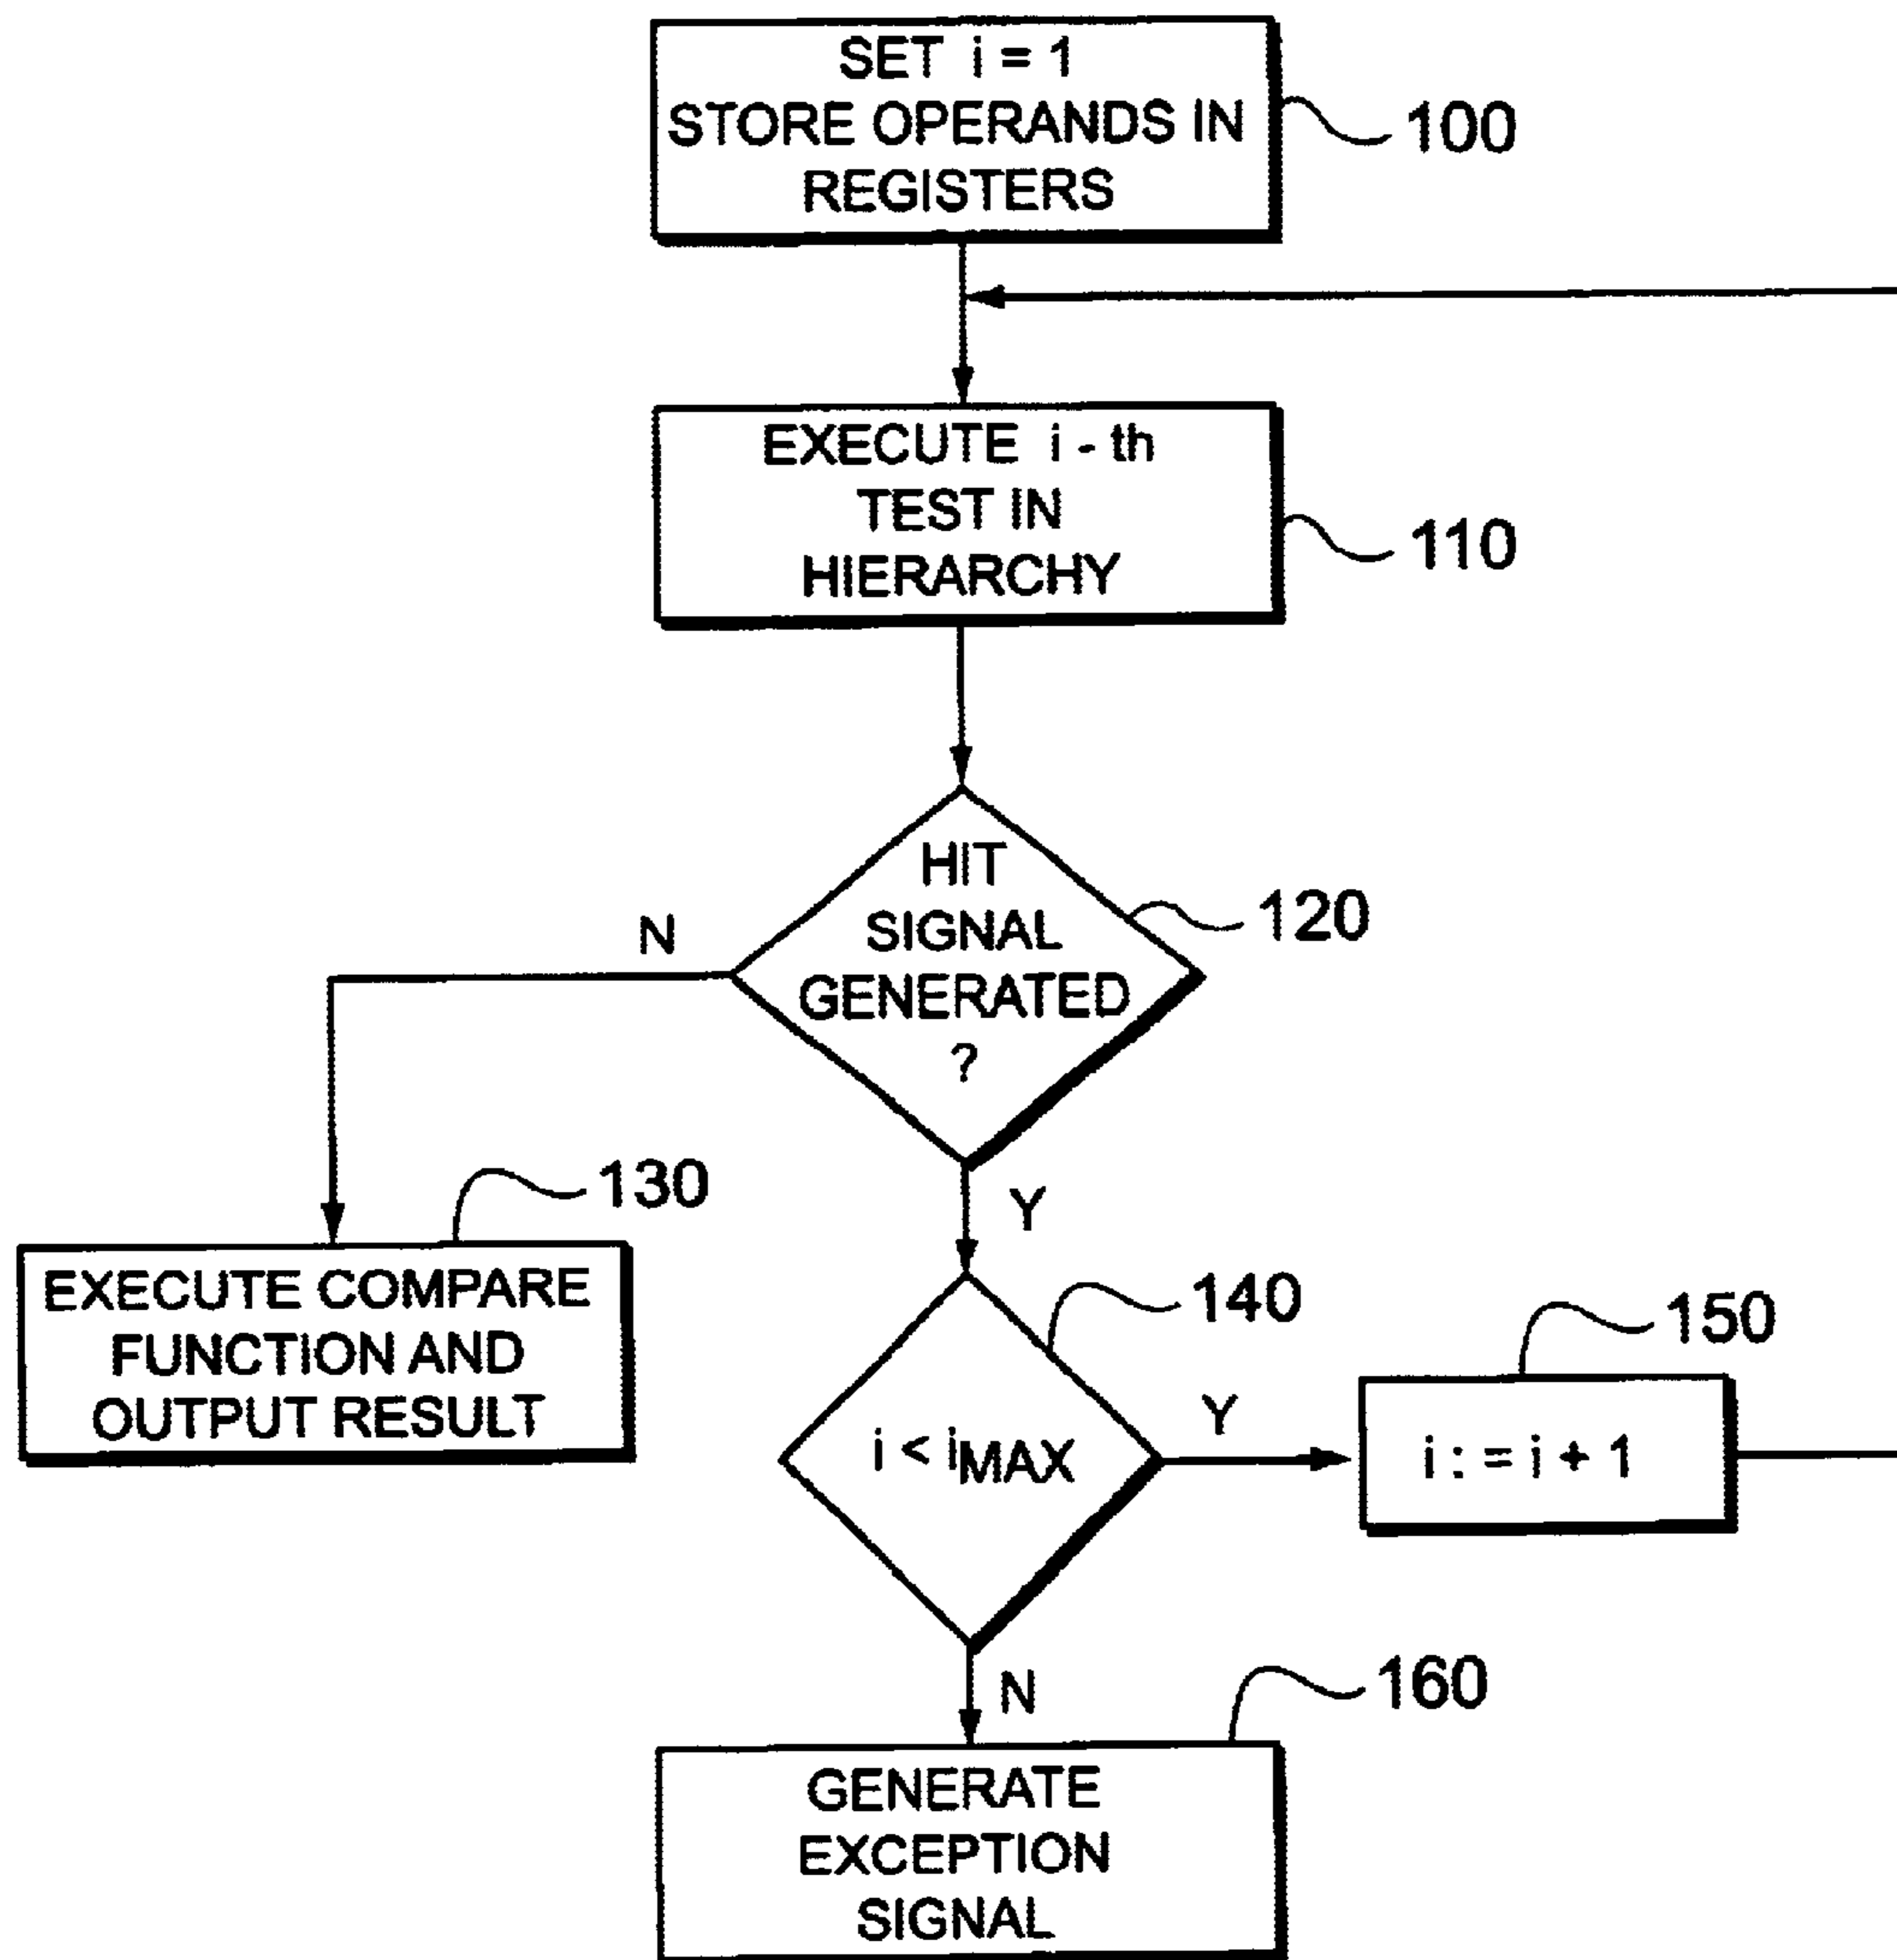 SET i = 1
STORE OPERANDS IN
REGISTERS
100
EXECUTE i - th
TEST IN
HIERARCHY
110
HIT
SIGNAL
GENERATED
?
120
N
Y
130
EXECUTE COMPARE
FUNCTION AND
OUTPUT RESULT
140
i < iMAX
Y
150
i : = i + 1
N
160
GENERATE
EXCEPTION
SIGNAL